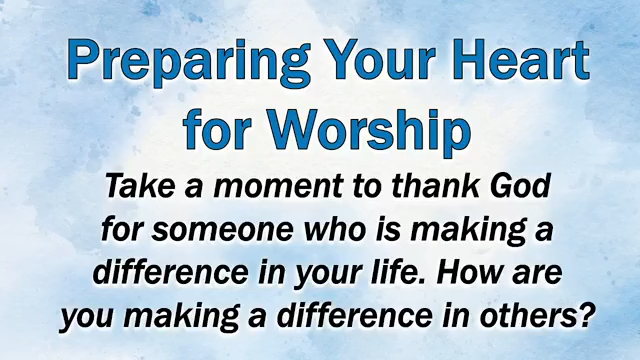 Preparing Your Heart
for Worship
Take a moment to thank God
for someone who is making a
difference in your life. How are
you making a difference in others?